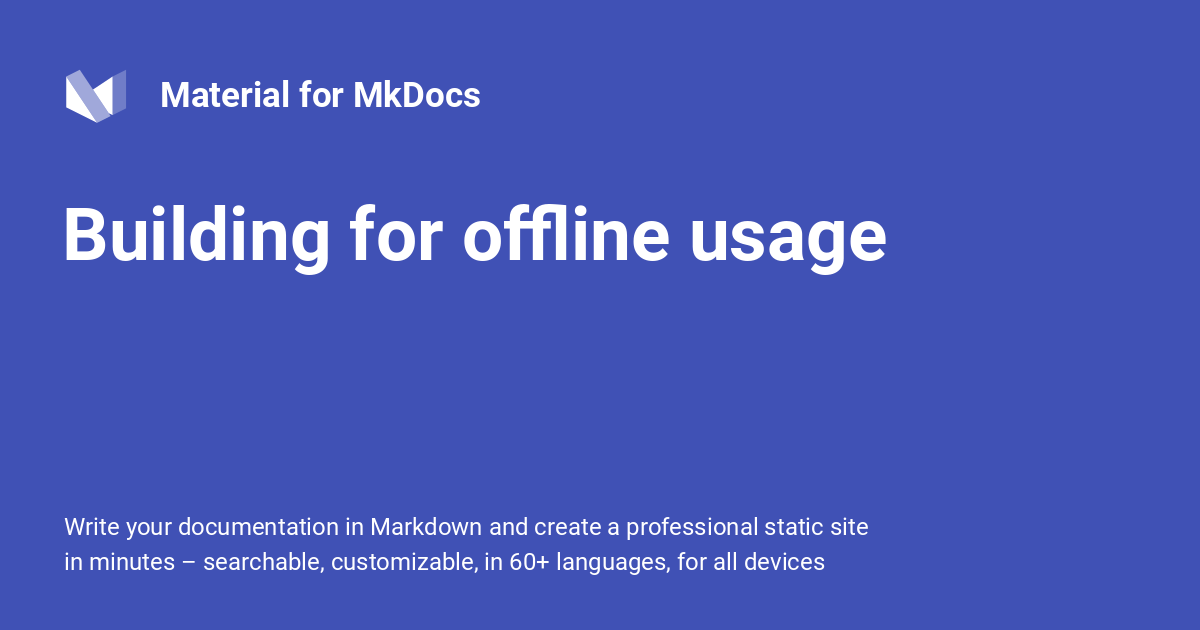 Material for MkDocs
Building for offline usage
Write your documentation in Markdown and create a professional static site
in minutes – searchable, customizable, in 60+ languages, for all devices